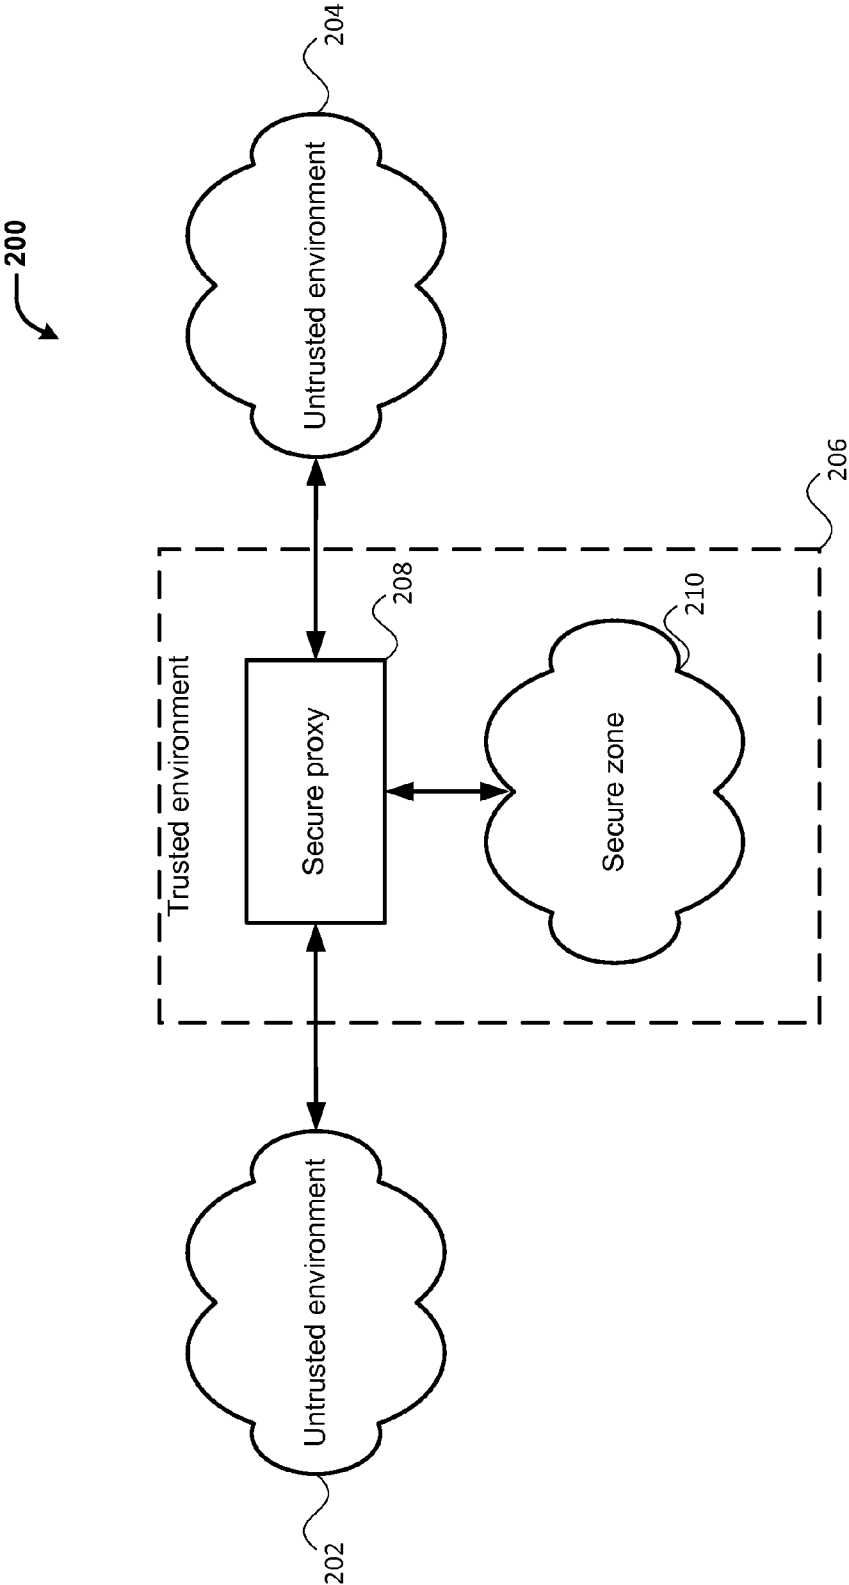 200
Trusted environment
Untrusted environment
Secure proxy
Untrusted environment
202
208
204
Secure zone
210
206